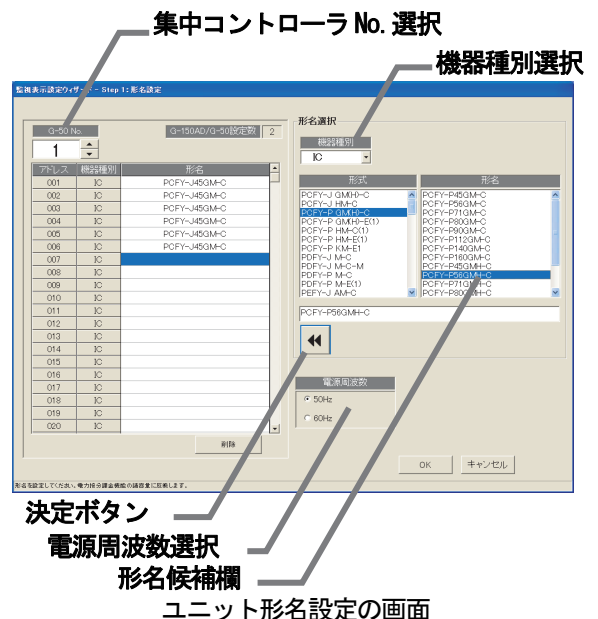 集中コントローラ No. 選択
機器種別選択
監視表示設定ウィザード - Step 1: 形名設定
G-50 No.
G-150AD/G-50設定数 2
1
アドレス 機器種別 形名
001 IC PCFY-J45GM-C
002 IC PCFY-J45GM-C
003 IC PCFY-J45GM-C
004 IC PCFY-J45GM-C
005 IC PCFY-J45GM-C
006 IC PCFY-J45GM-C
007 IC
008 IC
009 IC
010 IC
011 IC
012 IC
013 IC
014 IC
015 IC
016 IC
017 IC
018 IC
019 IC
020 IC
削除
形名選択
機器種別
IC
形式
PCFY-J GM(H)-C
PCFY-J HM-C
PCFY-P GM(H)-C
PCFY-P GM(H)-E(1)
PCFY-P HM-C(1)
PCFY-P HM-E(1)
PCFY-P KM-E1
PDFY-J M-C
PDFY-J M-C-M
PDFY-P M-C
PDFY-P M-E(1)
PEFY-J AM-C
形名
PCFY-P45GM-C
PCFY-P56GM-C
PCFY-P71GM-C
PCFY-P80GM-C
PCFY-P90GM-C
PCFY-P112GM-C
PCFY-P140GM-C
PCFY-P160GM-C
PCFY-P45GMH-C
PCFY-P56GMH-C
PCFY-P71GMH-C
PCFY-P80GMH-C
PCFY-P56GMH-C
電源周波数
50Hz
60Hz
OK キャンセル
形名を設定してください。電力按分課金機能の諸容量に反映します。
決定ボタン
電源周波数選択
形名候補欄
ユニット形名設定の画面